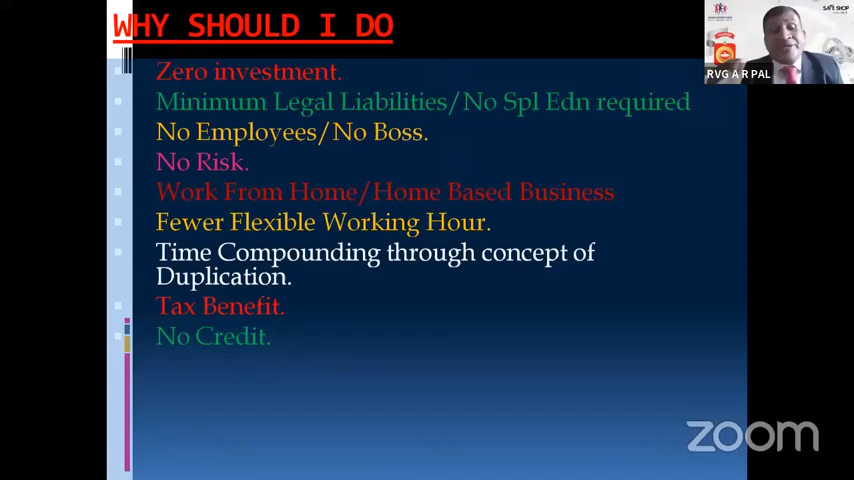 WHY SHOULD I DO
Zero investment.
Minimum Legal Liabilities/No Spl Edn required
No Employees/No Boss.
No Risk.
Work From Home/Home Based Business
Fewer Flexible Working Hour.
Time Compounding through concept of
Duplication.
Tax Benefit.
No Credit.
RVG A R PAL
zoom